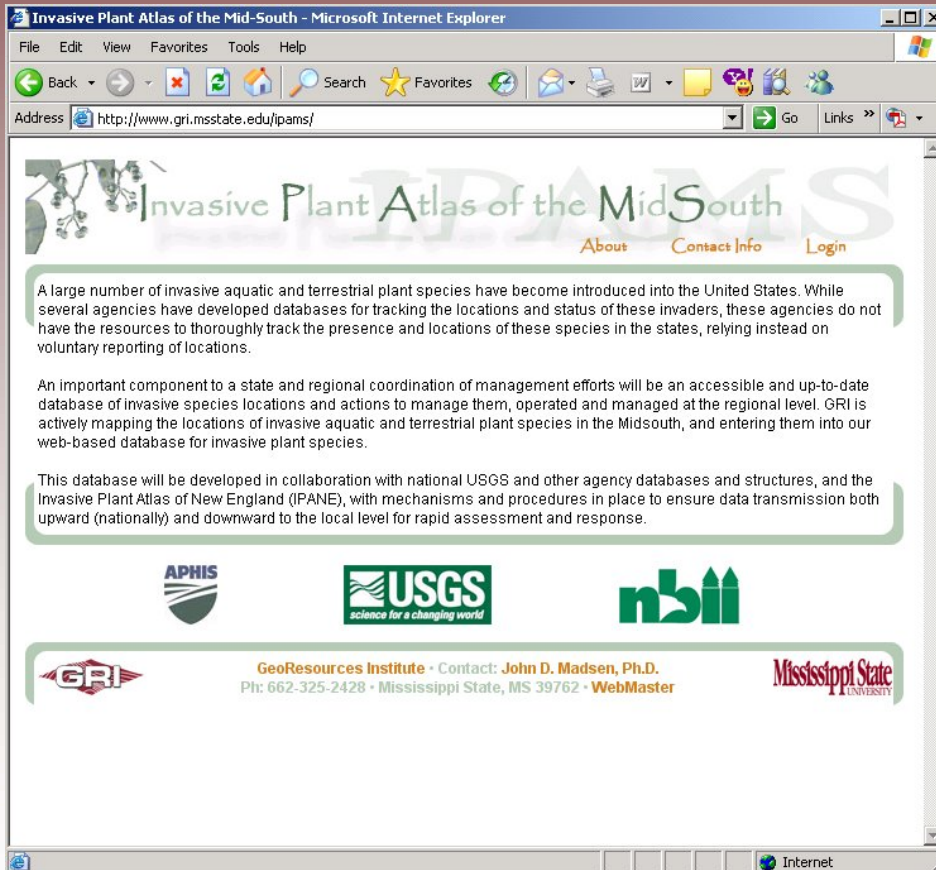 Invasive Plant Atlas of the Mid-South - Microsoft Internet Explorer
File Edit View Favorites Tools Help
Back Search Favorites
Address http://www.gri.msstate.edu/ipams/ Go Links »
IPAMS
Invasive Plant Atlas of the MidSouth
About Contact Info Login
A large number of invasive aquatic and terrestrial plant species have become introduced into the United States. While
several agencies have developed databases for tracking the locations and status of these invaders, these agencies do not
have the resources to thoroughly track the presence and locations of these species in the states, relying instead on
voluntary reporting of locations.
An important component to a state and regional coordination of management efforts will be an accessible and up-to-date
database of invasive species locations and actions to manage them, operated and managed at the regional level. GRI is
actively mapping the locations of invasive aquatic and terrestrial plant species in the Midsouth, and entering them into our
web-based database for invasive plant species.
This database will be developed in collaboration with national USGS and other agency databases and structures, and the
Invasive Plant Atlas of New England (IPANE), with mechanisms and procedures in place to ensure data transmission both
upward (nationally) and downward to the local level for rapid assessment and response.
APHIS
USGS
science for a changing world
nbii
GRI
GeoResources Institute • Contact: John D. Madsen, Ph.D.
Ph: 662-325-2428 • Mississippi State, MS 39762 • WebMaster
Mississippi State
UNIVERSITY
Internet